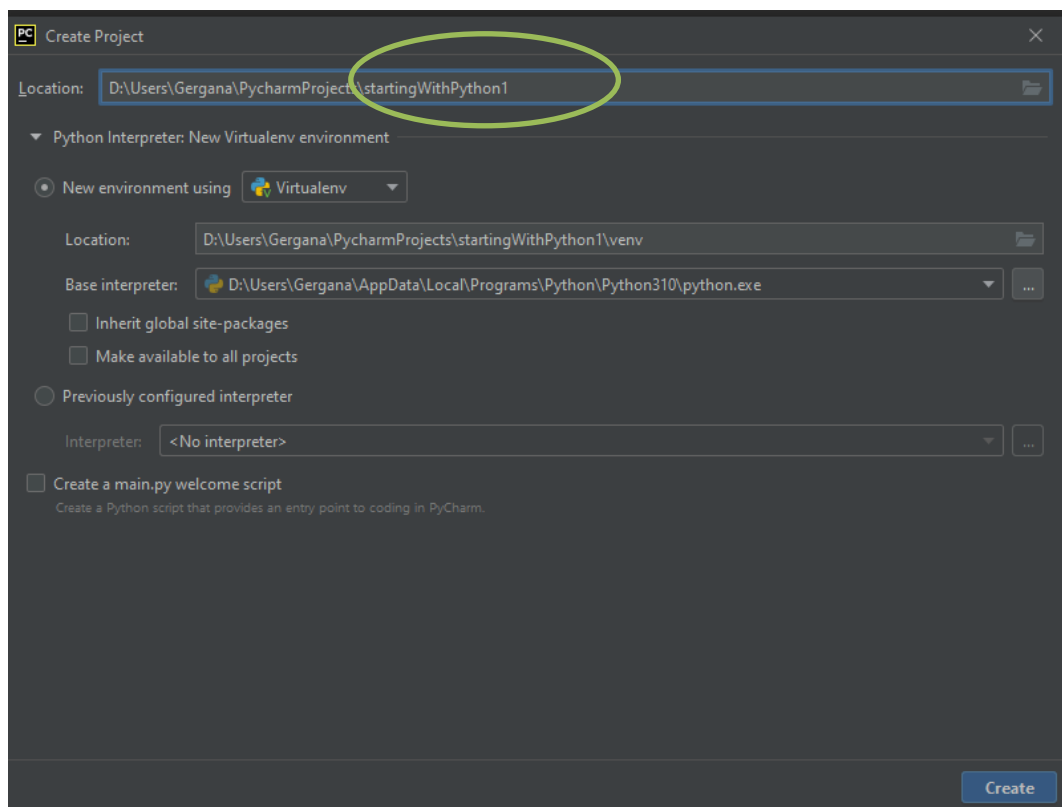 PC Create Project
Location: D:\Users\Gergana\PycharmProjects\startingWithPython1
Python Interpreter: New Virtualenv environment
New environment using Virtualenv
Location: D:\Users\Gergana\PycharmProjects\startingWithPython1\venv
Base interpreter: D:\Users\Gergana\AppData\Local\Programs\Python\Python310\python.exe ...
Inherit global site-packages
Make available to all projects
Previously configured interpreter
Interpreter: <No interpreter> ...
Create a main.py welcome script
Create a Python script that provides an entry point to coding in PyCharm.
Create